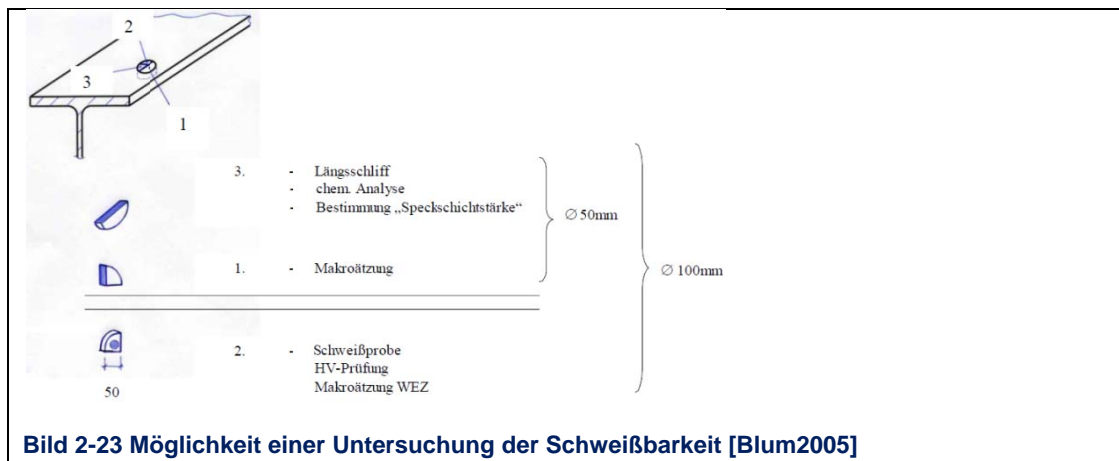 2
3
1
3. - Längsschliff
- chem. Analyse
- Bestimmung „Speckschichtstärke“
∅ 50mm
1. - Makroätzung
∅ 100mm
2. - Schweißprobe
HV-Prüfung
Makroätzung WEZ
50
Bild 2-23 Möglichkeit einer Untersuchung der Schweißbarkeit [Blum2005]